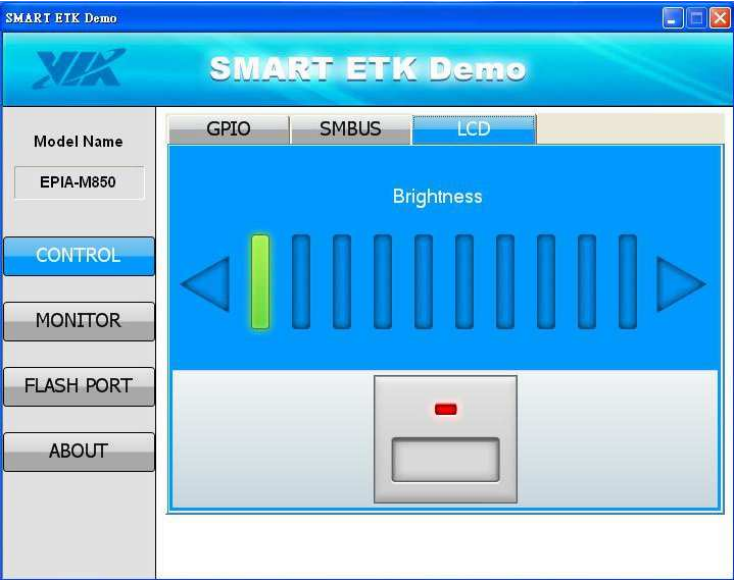 SMART ETK Demo
VIA
SMART ETK Demo
Model Name
EPIA-M850
CONTROL
MONITOR
FLASH PORT
ABOUT
GPIO
SMBUS
LCD
Brightness